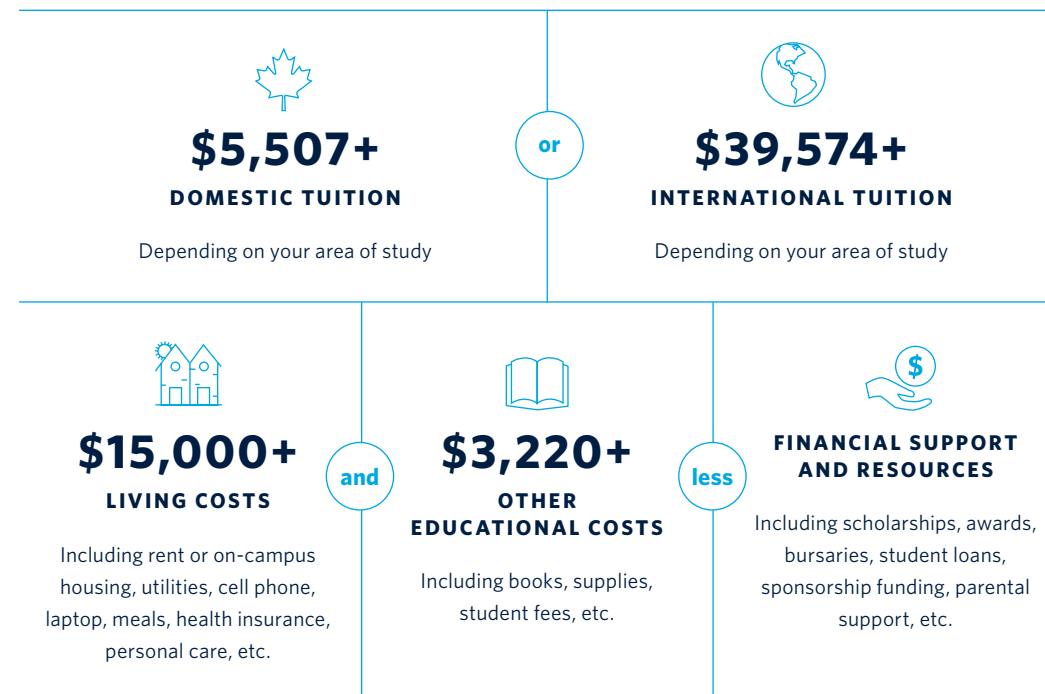 $5,507+
DOMESTIC TUITION
Depending on your area of study
or
$39,574+
INTERNATIONAL TUITION
Depending on your area of study
$15,000+
LIVING COSTS
Including rent or on-campus
housing, utilities, cell phone,
laptop, meals, health insurance,
personal care, etc.
and
$3,220+
OTHER
EDUCATIONAL COSTS
Including books, supplies,
student fees, etc.
less
$
FINANCIAL SUPPORT
AND RESOURCES
Including scholarships, awards,
bursaries, student loans,
sponsorship funding, parental
support, etc.